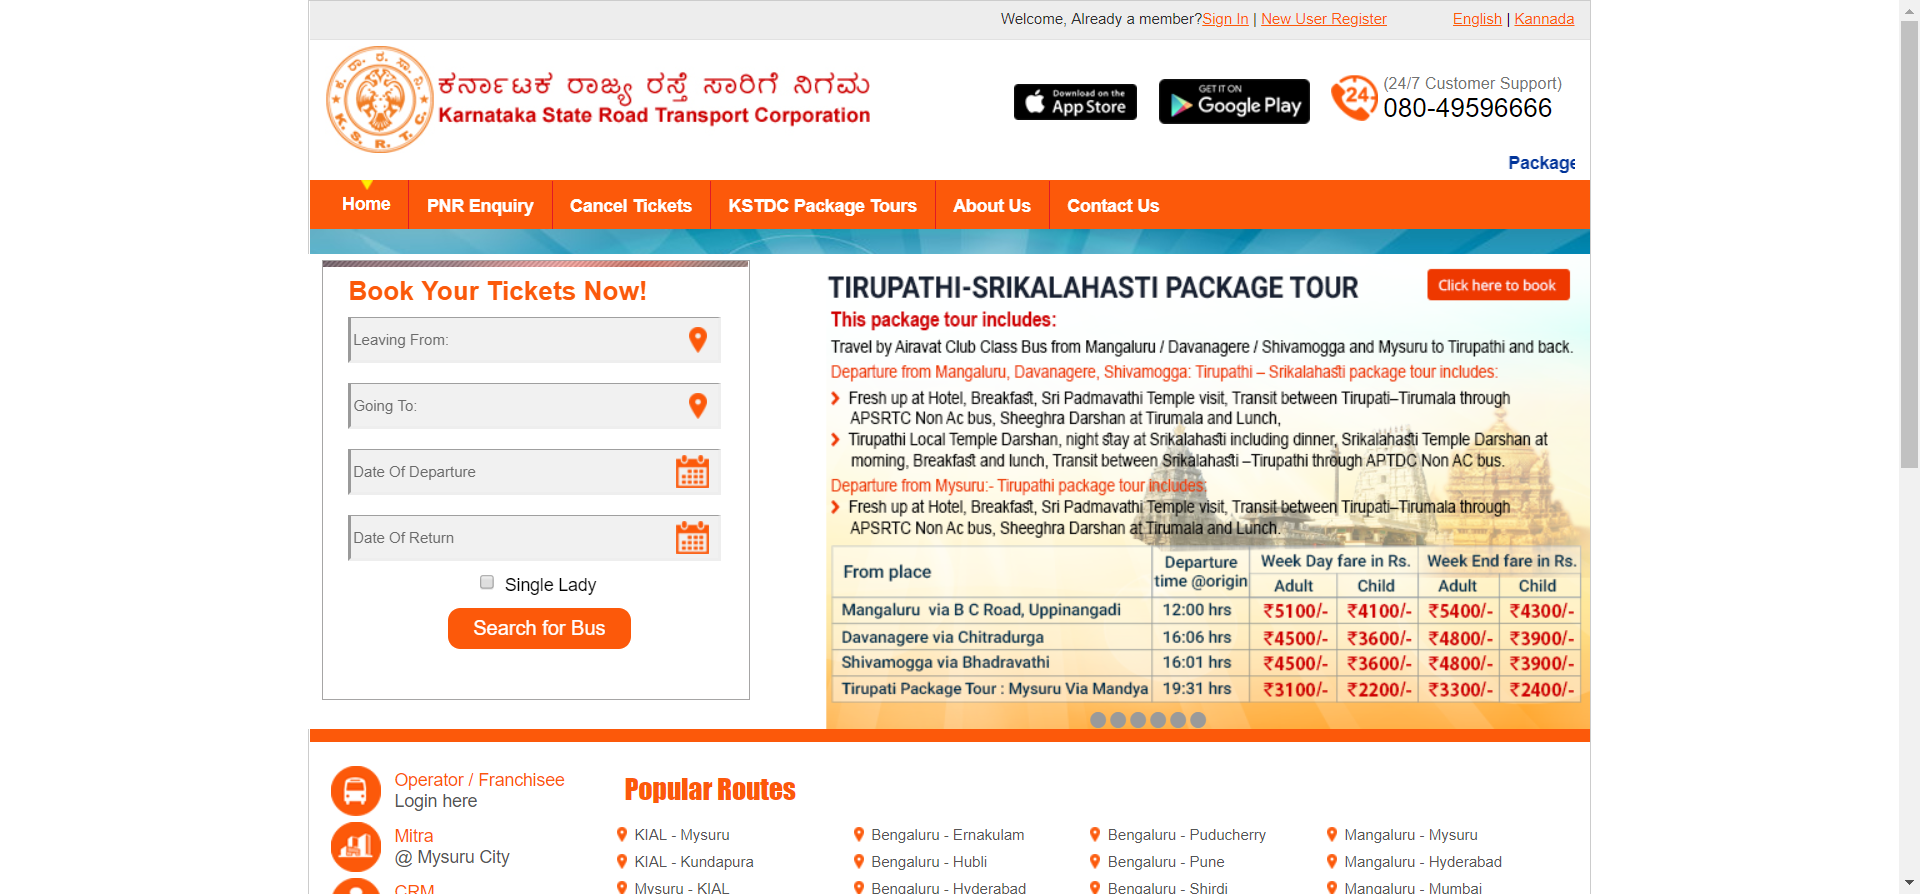 Welcome, Already a member?Sign In | New User Register
English | Kannada
ಕರ್ನಾಟಕ ರಾಜ್ಯ ರಸ್ತೆ ಸಾರಿಗೆ ನಿಗಮ
Karnataka State Road Transport Corporation
ಕ. ರಾ. ರ. ಸಾ. ನಿ.
K. S. R. T. C.
Download on the
App Store
GET IT ON
Google Play
24
(24/7 Customer Support)
080-49596666
Package
Home
PNR Enquiry
Cancel Tickets
KSTDC Package Tours
About Us
Contact Us
Book Your Tickets Now!
Leaving From:
Going To:
Date Of Departure
Date Of Return
Single Lady
Search for Bus
TIRUPATHI-SRIKALAHASTI PACKAGE TOUR
Click here to book
This package tour includes:
Travel by Airavat Club Class Bus from Mangaluru / Davanagere / Shivamogga and Mysuru to Tirupathi and back.
Departure from Mangaluru, Davanagere, Shivamogga: Tirupathi – Srikalahasti package tour includes:
Fresh up at Hotel, Breakfast, Sri Padmavathi Temple visit, Transit between Tirupati–Tirumala through
APSRTC Non Ac bus, Sheeghra Darshan at Tirumala and Lunch,
Tirupathi Local Temple Darshan, night stay at Srikalahasti including dinner, Srikalahasti Temple Darshan at
morning, Breakfast and lunch, Transit between Srikalahasti –Tirupathi through APTDC Non AC bus.
Departure from Mysuru:- Tirupathi package tour includes:
Fresh up at Hotel, Breakfast, Sri Padmavathi Temple visit, Transit between Tirupati–Tirumala through
APSRTC Non Ac bus, Sheeghra Darshan at Tirumala and Lunch.
From place Departure time @origin Week Day fare in Rs. Week End fare in Rs.
Adult Child Adult Child
Mangaluru via B C Road, Uppinangadi 12:00 hrs ₹5100/- ₹4100/- ₹5400/- ₹4300/-
Davanagere via Chitradurga 16:06 hrs ₹4500/- ₹3600/- ₹4800/- ₹3900/-
Shivamogga via Bhadravathi 16:01 hrs ₹4500/- ₹3600/- ₹4800/- ₹3900/-
Tirupati Package Tour : Mysuru Via Mandya 19:31 hrs ₹3100/- ₹2200/- ₹3300/- ₹2400/-
Operator / Franchisee
Login here
Mitra
@ Mysuru City
CRM
Popular Routes
KIAL - Mysuru
Bengaluru - Ernakulam
Bengaluru - Puducherry
Mangaluru - Mysuru
KIAL - Kundapura
Bengaluru - Hubli
Bengaluru - Pune
Mangaluru - Hyderabad
Mysuru - KIAL
Bengaluru - Hyderabad
Bengaluru - Shirdi
Mangaluru - Mumbai